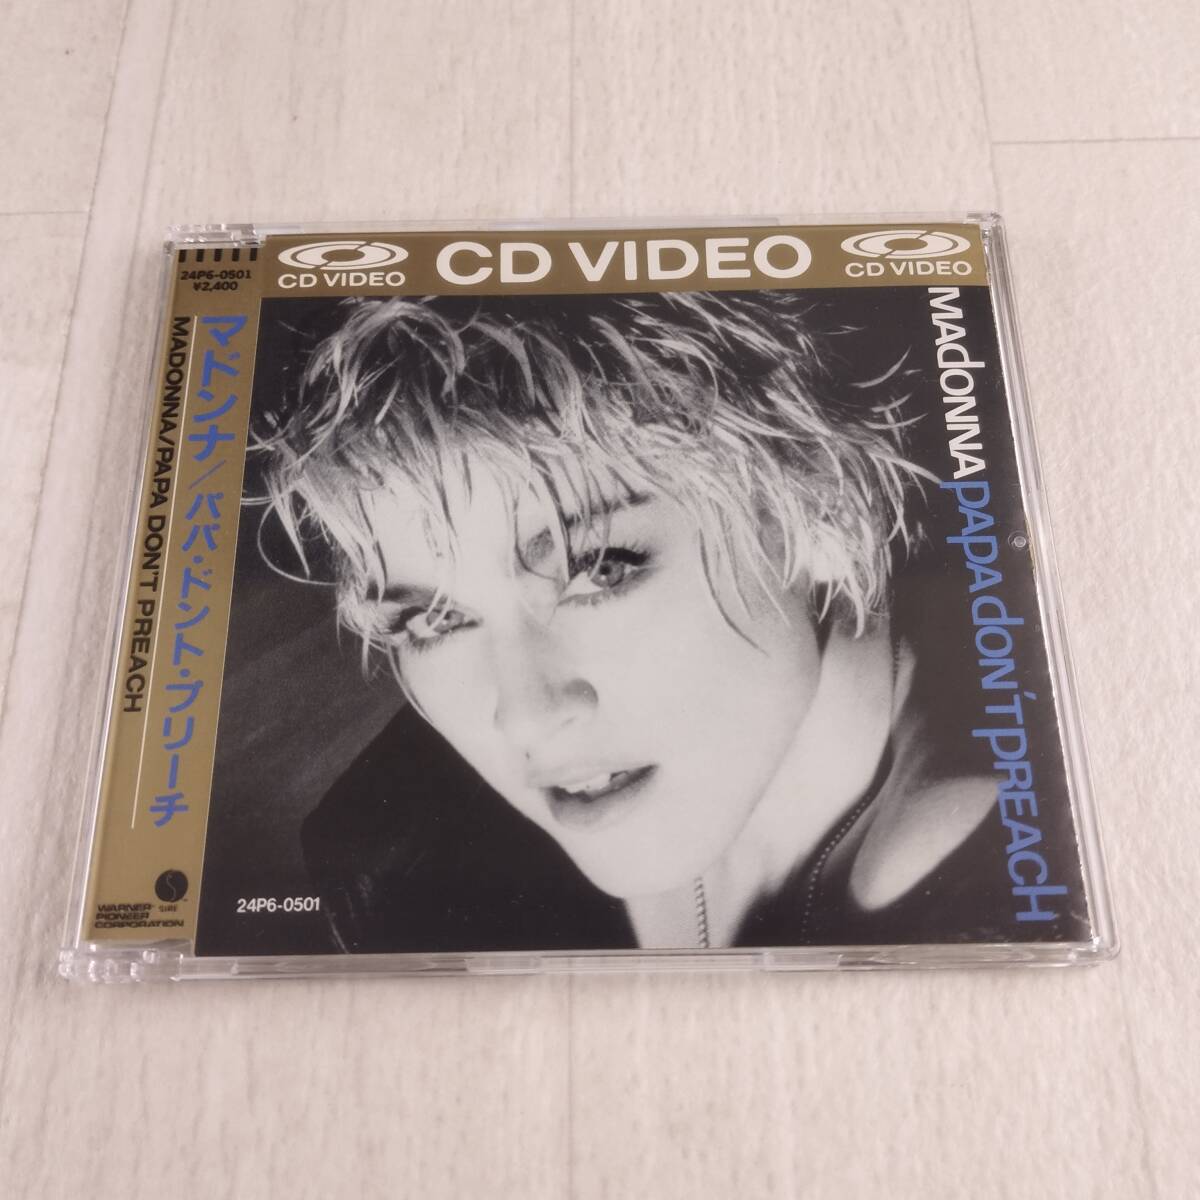 CD VIDEO
CD VIDEO
CD VIDEO
24P6-0501
¥2,400
マドンナ/パパ・ドント・プリーチ
MADONNA/PAPA DON'T PREACH
SIRE
WARNER-
PIONEER
CORPORATION
MAdONNA
PAPA dON'T PREACH
24P6-0501